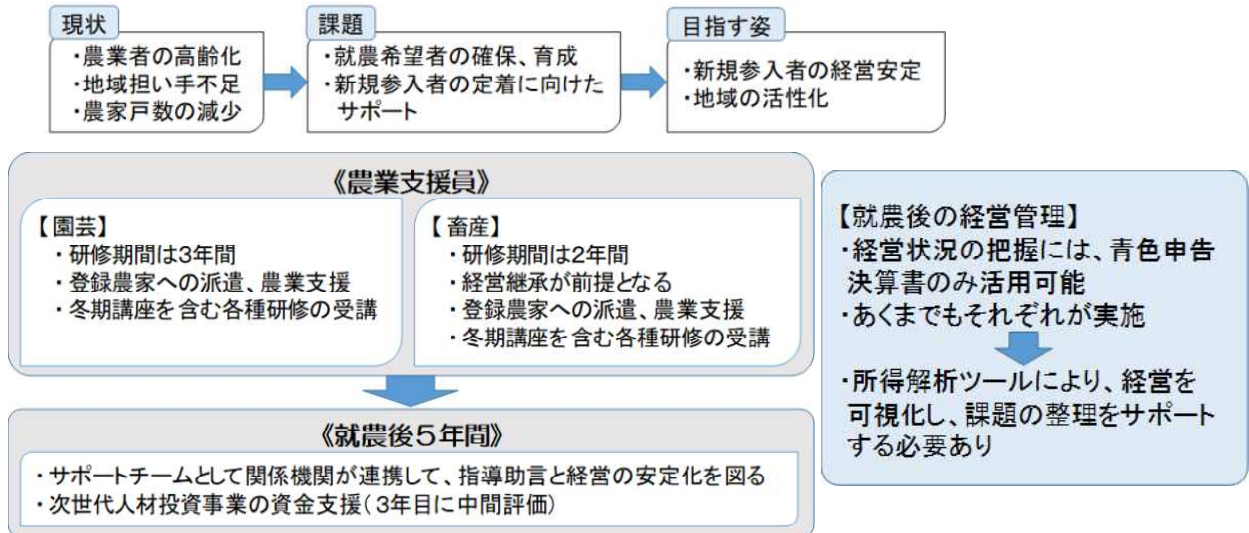 現状
・農業者の高齢化
・地域担い手不足
・農家戸数の減少
課題
・就農希望者の確保、育成
・新規参入者の定着に向けた
サポート
目指す姿
・新規参入者の経営安定
・地域の活性化
《農業支援員》
【園芸】
・研修期間は3年間
・登録農家への派遣、農業支援
・冬期講座を含む各種研修の受講
【畜産】
・研修期間は2年間
・経営継承が前提となる
・登録農家への派遣、農業支援
・冬期講座を含む各種研修の受講
《就農後5年間》
・サポートチームとして関係機関が連携して、指導助言と経営の安定化を図る
・次世代人材投資事業の資金支援(3年目に中間評価)
【就農後の経営管理】
・経営状況の把握には、青色申告
決算書のみ活用可能
・あくまでもそれぞれが実施
・所得解析ツールにより、経営を
可視化し、課題の整理をサポート
する必要あり